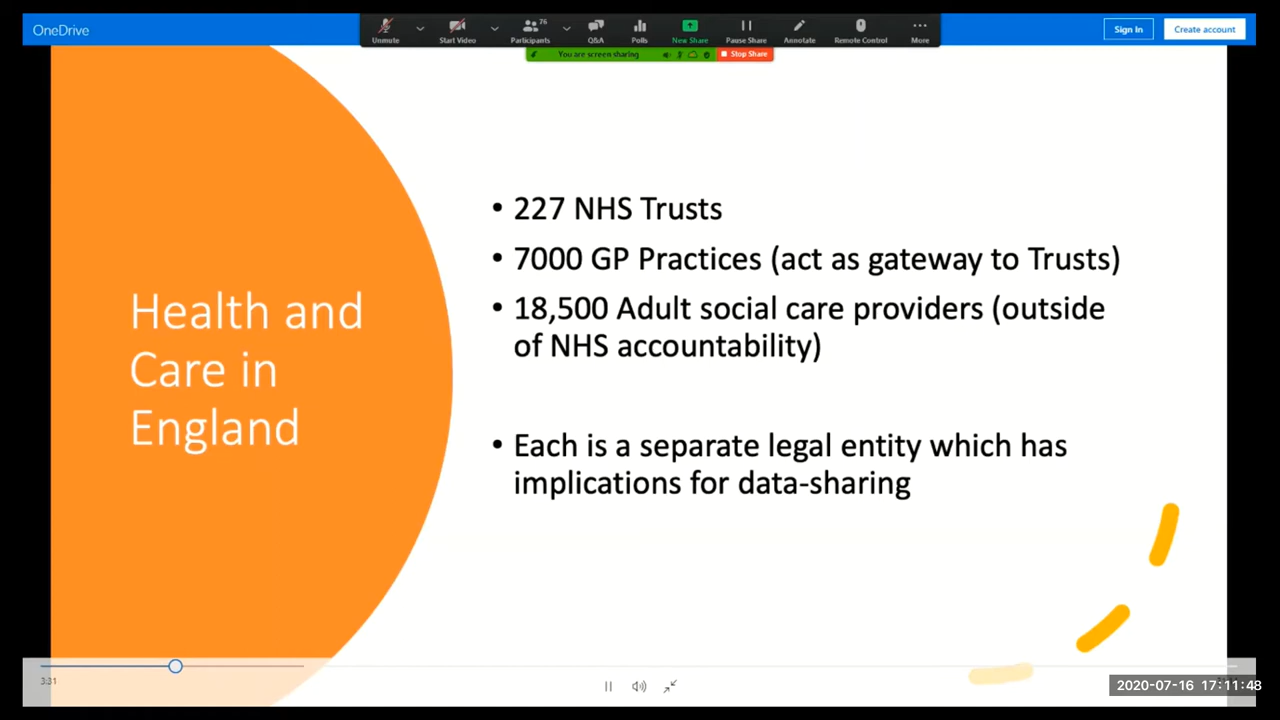 OneDrive
Unmute
Start Video
76
Participants
Q&A
Polls
New Share
Pause Share
Annotate
Remote Control
More
Sign In
Create account
You are screen sharing
Stop Share
Health and
Care in
England
• 227 NHS Trusts
• 7000 GP Practices (act as gateway to Trusts)
• 18,500 Adult social care providers (outside
of NHS accountability)
• Each is a separate legal entity which has
implications for data-sharing
3:31
2020-07-16 17:11:48